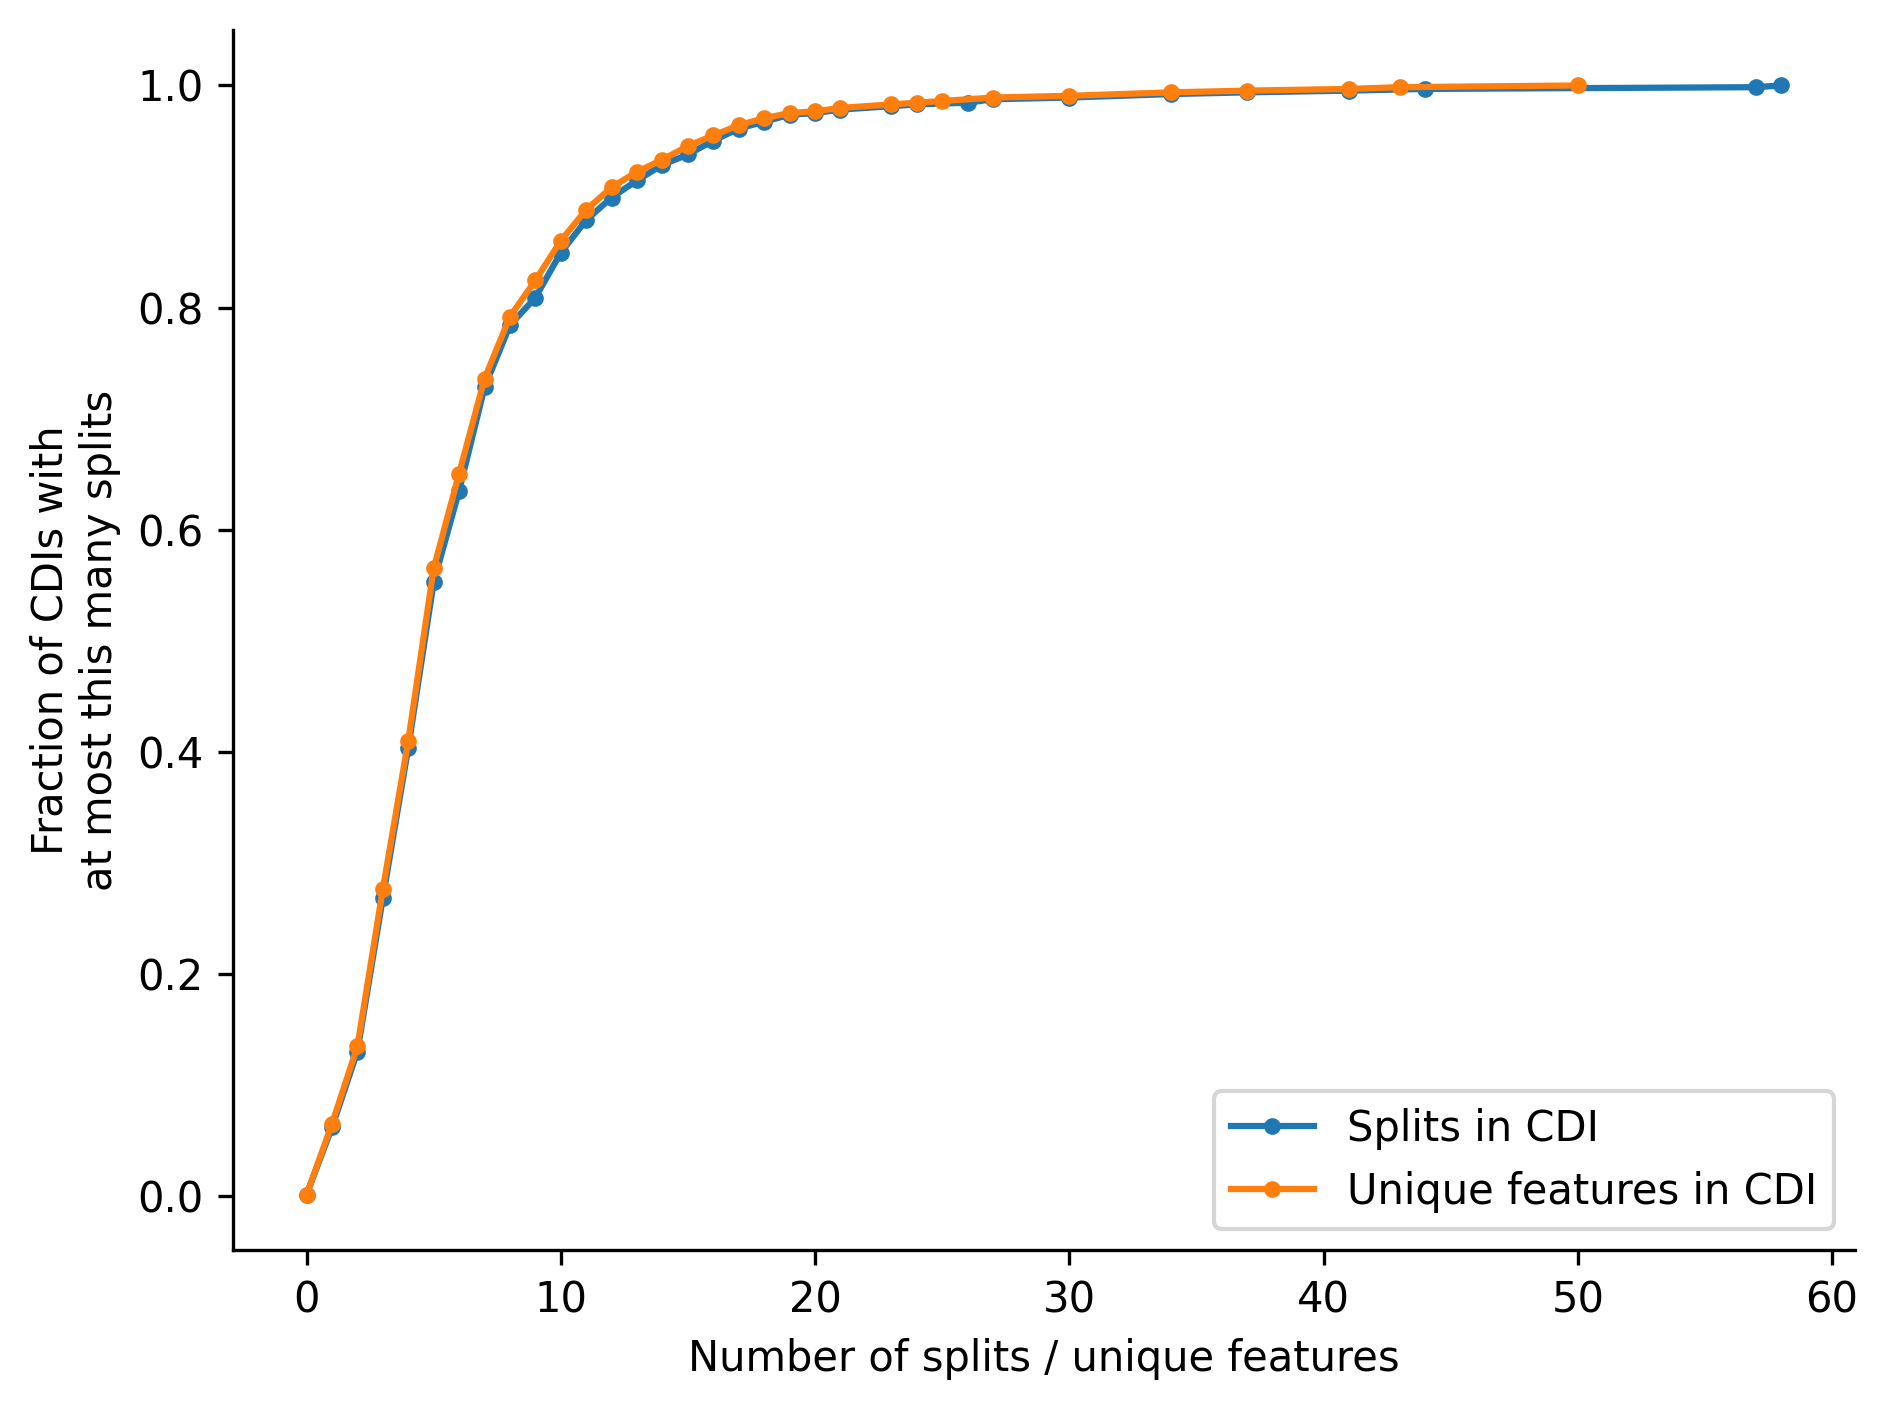 1.0
0.8
0.6
0.4
0.2
0.0
Fraction of CDIs with
at most this many splits
0
10
20
30
40
50
60
Number of splits / unique features
Splits in CDI
Unique features in CDI